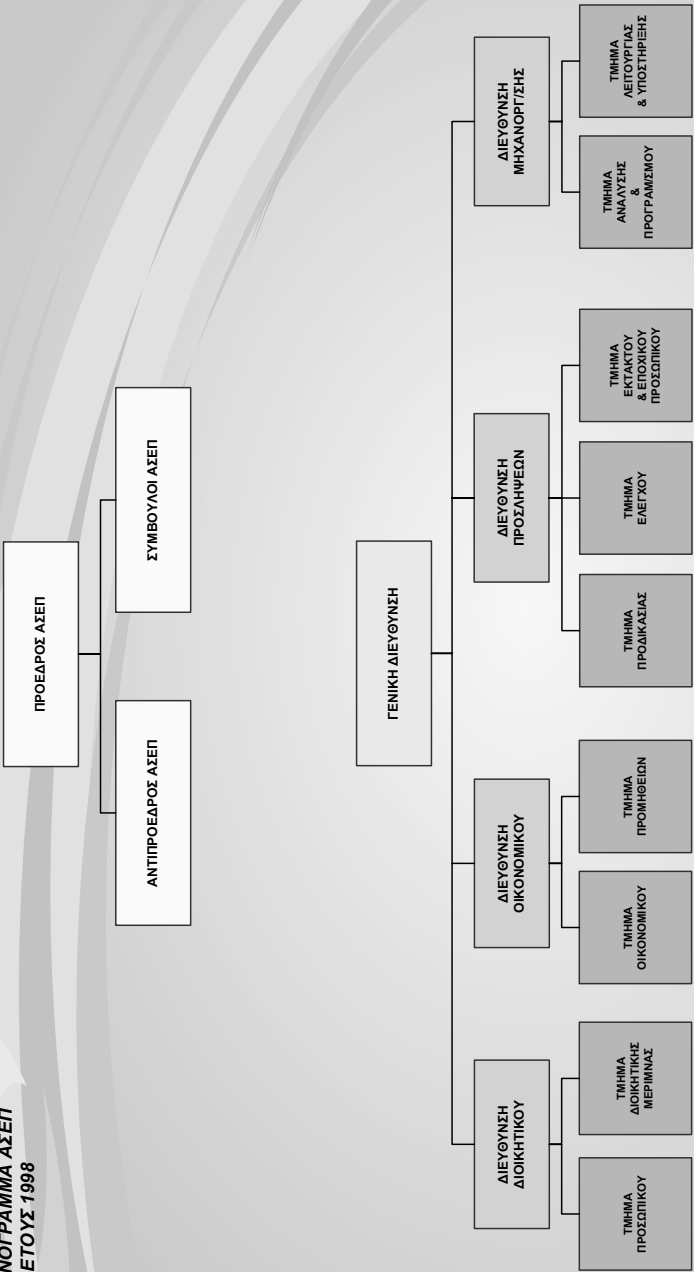 ΝΟΓΡΑΜΜΑ ΑΣΕΠ
ΕΤΟΥΣ 1998
ΠΡΟΕΔΡΟΣ ΑΣΕΠ
ΑΝΤΙΠΡΟΕΔΡΟΣ ΑΣΕΠ
ΣΥΜΒΟΥΛΟΙ ΑΣΕΠ
ΓΕΝΙΚΗ ΔΙΕΥΘΥΝΣΗ
ΔΙΕΥΘΥΝΣΗ
ΔΙΟΙΚΗΤΙΚΟΥ
ΔΙΕΥΘΥΝΣΗ
ΟΙΚΟΝΟΜΙΚΟΥ
ΔΙΕΥΘΥΝΣΗ
ΠΡΟΣΛΗΨΕΩΝ
ΔΙΕΥΘΥΝΣΗ
ΜΗΧΑΝΟΡΓ/ΣΗΣ
ΤΜΗΜΑ
ΠΡΟΣΩΠΙΚΟΥ
ΤΜΗΜΑ
ΔΙΟΙΚΗΤΙΚΗΣ
ΜΕΡΙΜΝΑΣ
ΤΜΗΜΑ
ΟΙΚΟΝΟΜΙΚΟΥ
ΤΜΗΜΑ
ΠΡΟΜΗΘΕΙΩΝ
ΤΜΗΜΑ
ΠΡΟΔΙΚΑΣΙΑΣ
ΤΜΗΜΑ
ΕΛΕΓΧΟΥ
ΤΜΗΜΑ
ΕΚΤΑΚΤΟΥ
& ΕΠΟΧΙΚΟΥ
ΠΡΟΣΩΠΙΚΟΥ
ΤΜΗΜΑ
ΑΝΑΛΥΣΗΣ
&
ΠΡΟΓΡΑΜ/ΣΜΟΥ
ΤΜΗΜΑ
ΛΕΙΤΟΥΡΓΙΑΣ
& ΥΠΟΣΤΗΡΙΞΗΣ